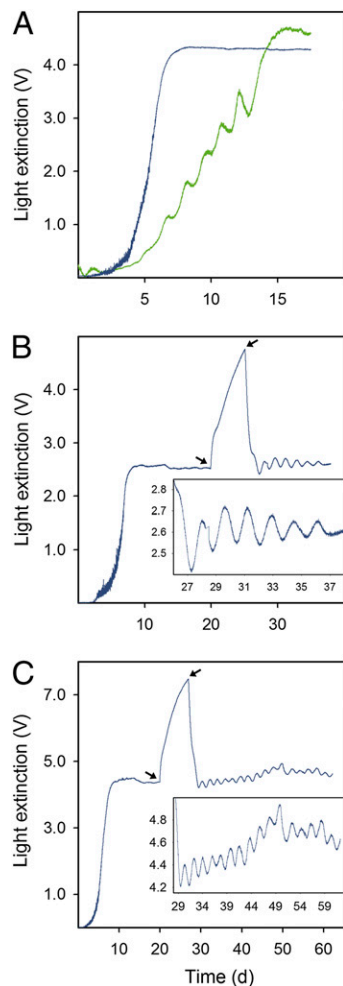 A
Light extinction (V)
4.0
3.0
2.0
1.0
5 10 15
B
Light extinction (V)
4.0
3.0
2.0
1.0
2.8
2.7
2.6
2.5
27 29 31 33 35 37
10 20 30
C
Light extinction (V)
7.0
5.0
3.0
1.0
4.8
4.6
4.4
4.2
29 34 39 44 49 54 59
10 20 30 40 50 60
Time (d)